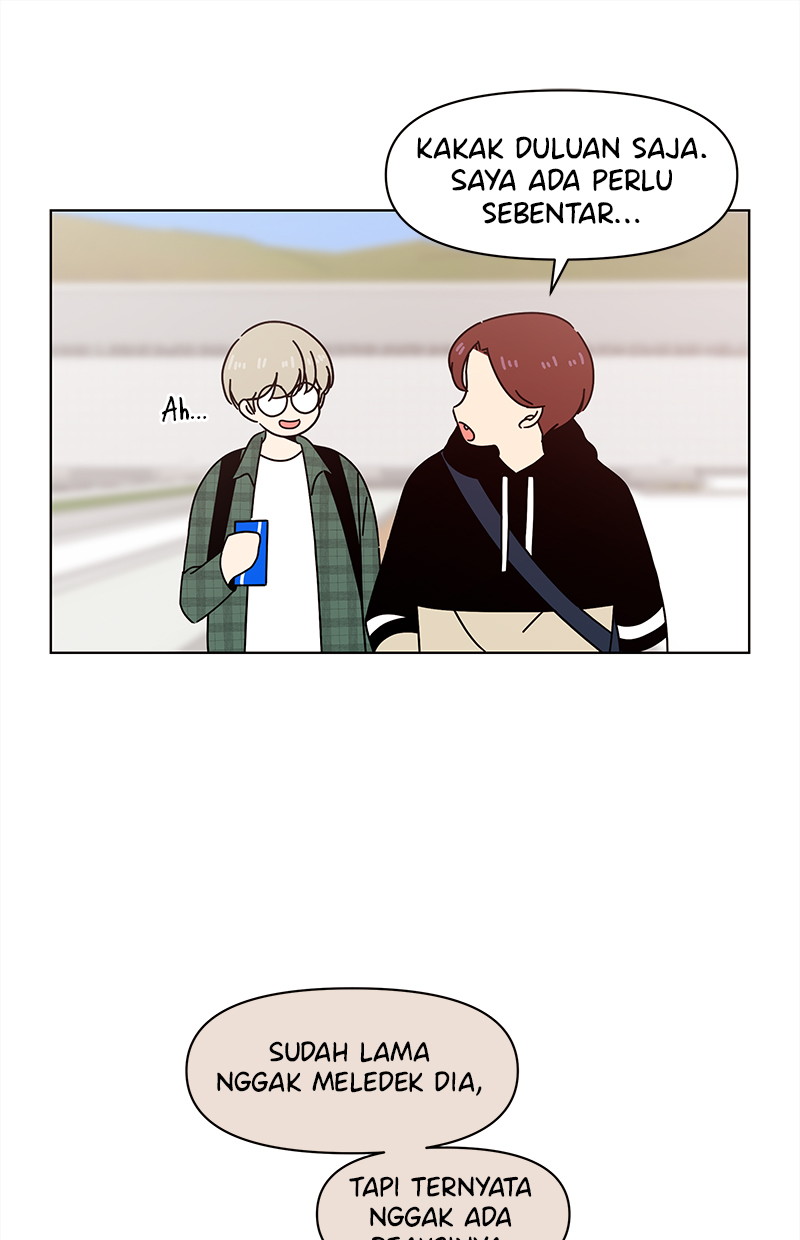 KAKAK DULUAN SAJA.
SAYA ADA PERLU
SEBENTAR...
Ah...
SUDAH LAMA
NGGAK MELEDEK DIA,
TAPI TERNYATA
NGGAK ADA